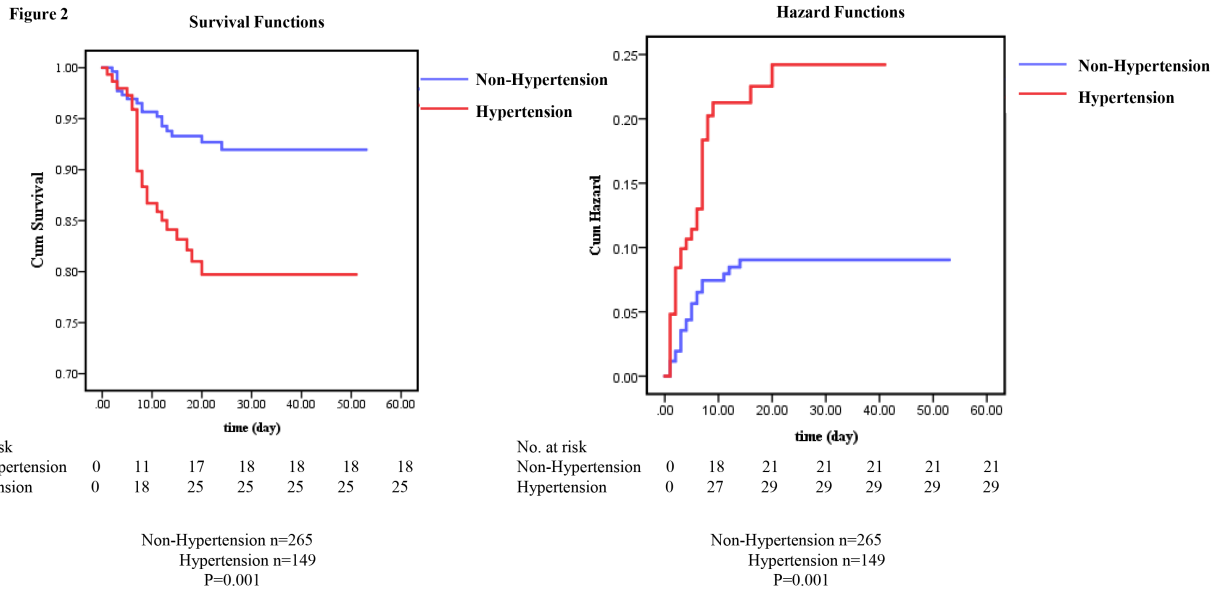 Figure 2
Survival Functions
1.00
0.95
0.90
0.85
0.80
0.75
0.70
Cum Survival
.00 10.00 20.00 30.00 40.00 50.00 60.00
time (day)
Non-Hypertension
Hypertension
sk
pertension 0 11 17 18 18 18 18
nsion 0 18 25 25 25 25 25
Non-Hypertension n=265
Hypertension n=149
P=0.001
Hazard Functions
0.25
0.20
0.15
0.10
0.05
0.00
Cum Hazard
.00 10.00 20.00 30.00 40.00 50.00 60.00
time (day)
Non-Hypertension
Hypertension
No. at risk
Non-Hypertension 0 18 21 21 21 21 21
Hypertension 0 27 29 29 29 29 29
Non-Hypertension n=265
Hypertension n=149
P=0.001